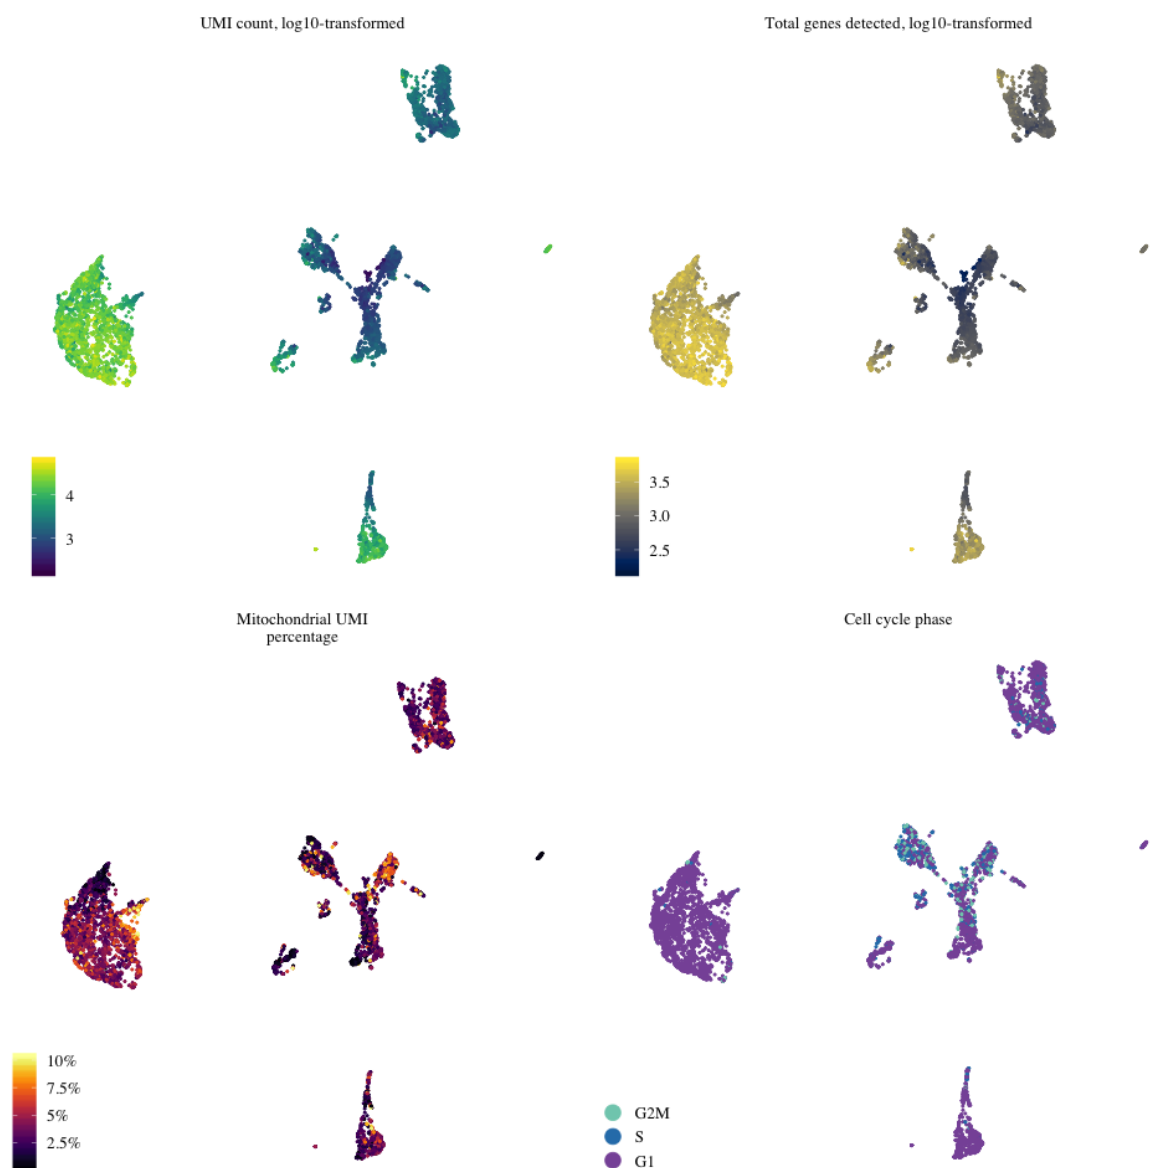 UMI count, log10-transformed
Total genes detected, log10-transformed
4
3
3.5
3.0
2.5
Mitochondrial UMI
percentage
Cell cycle phase
10%
7.5%
5%
2.5%
G2M
S
G1